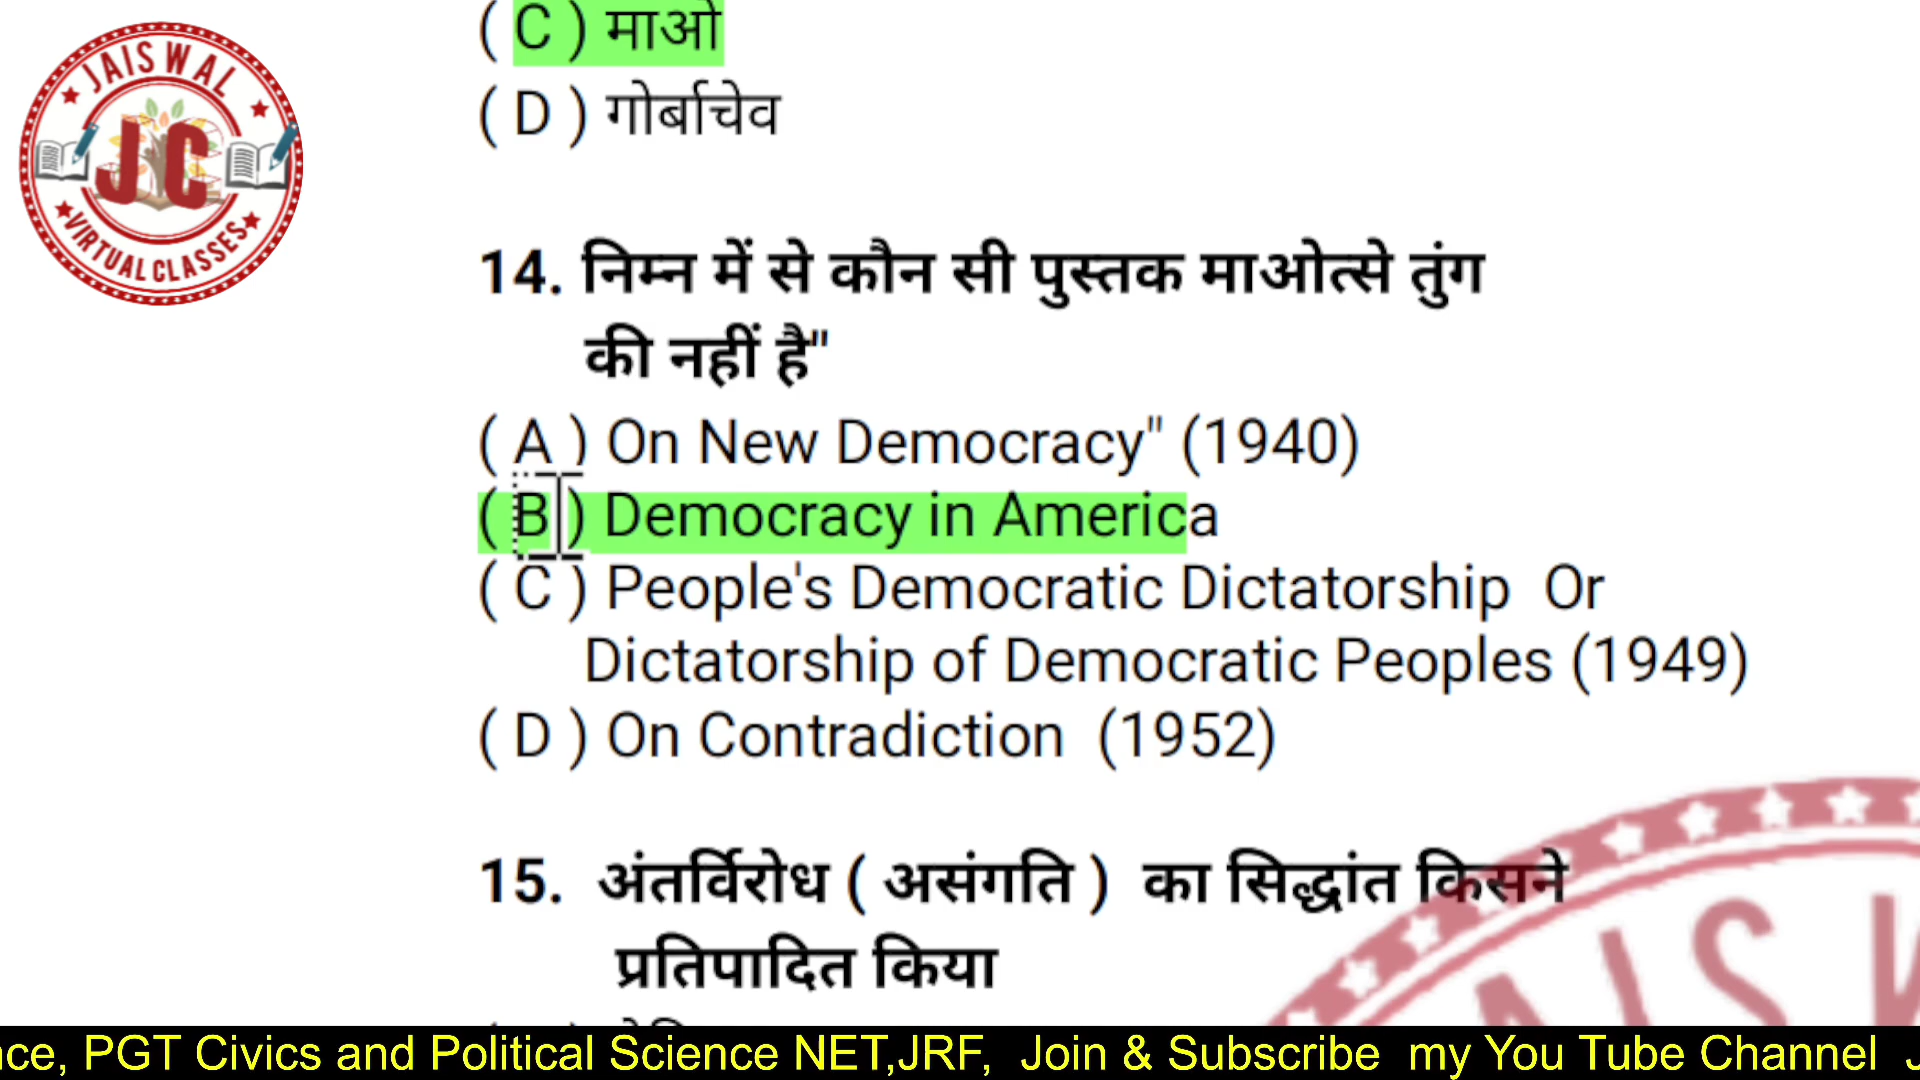 JAISWAL
JC
VIRTUAL CLASSES
( C ) माओ
( D ) गोर्बाचेव
14. निम्न में से कौन सी पुस्तक माओत्से तुंग
की नहीं है"
( A ) On New Democracy" (1940)
( B ) Democracy in America
( C ) People's Democratic Dictatorship Or
Dictatorship of Democratic Peoples (1949)
( D ) On Contradiction (1952)
15. अंतर्विरोध ( असंगति ) का सिद्धांत किसने
प्रतिपादित किया
nce, PGT Civics and Political Science NET,JRF, Join & Subscribe my You Tube Channel J